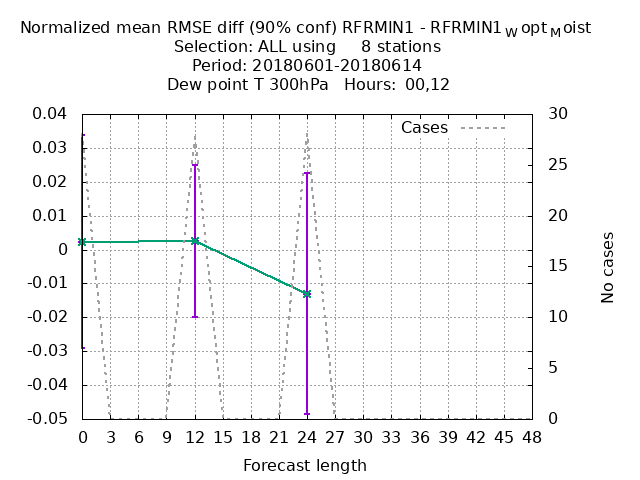 Normalized mean RMSE diff (90% conf) RFRMIN1 - RFRMIN1WoptMoist
Selection: ALL using 8 stations
Period: 20180601-20180614
Dew point T 300hPa Hours: 00,12
Cases
0.04
0.03
0.02
0.01
0
-0.01
-0.02
-0.03
-0.04
-0.05
30
25
20
15
10
5
0
No cases
0 3 6 9 12 15 18 21 24 27 30 33 36 39 42 45 48
Forecast length